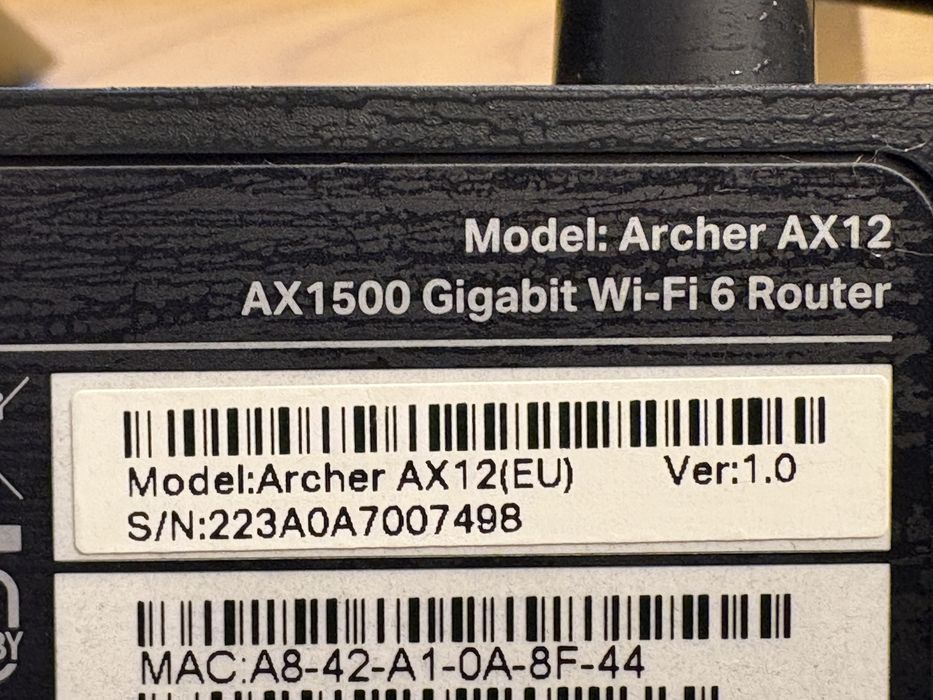 Model: Archer AX12
AX1500 Gigabit Wi-Fi 6 Router
Model:Archer AX12(EU) Ver:1.0
S/N:223A0A7007498
MAC:A8-42-A1-0A-8F-44